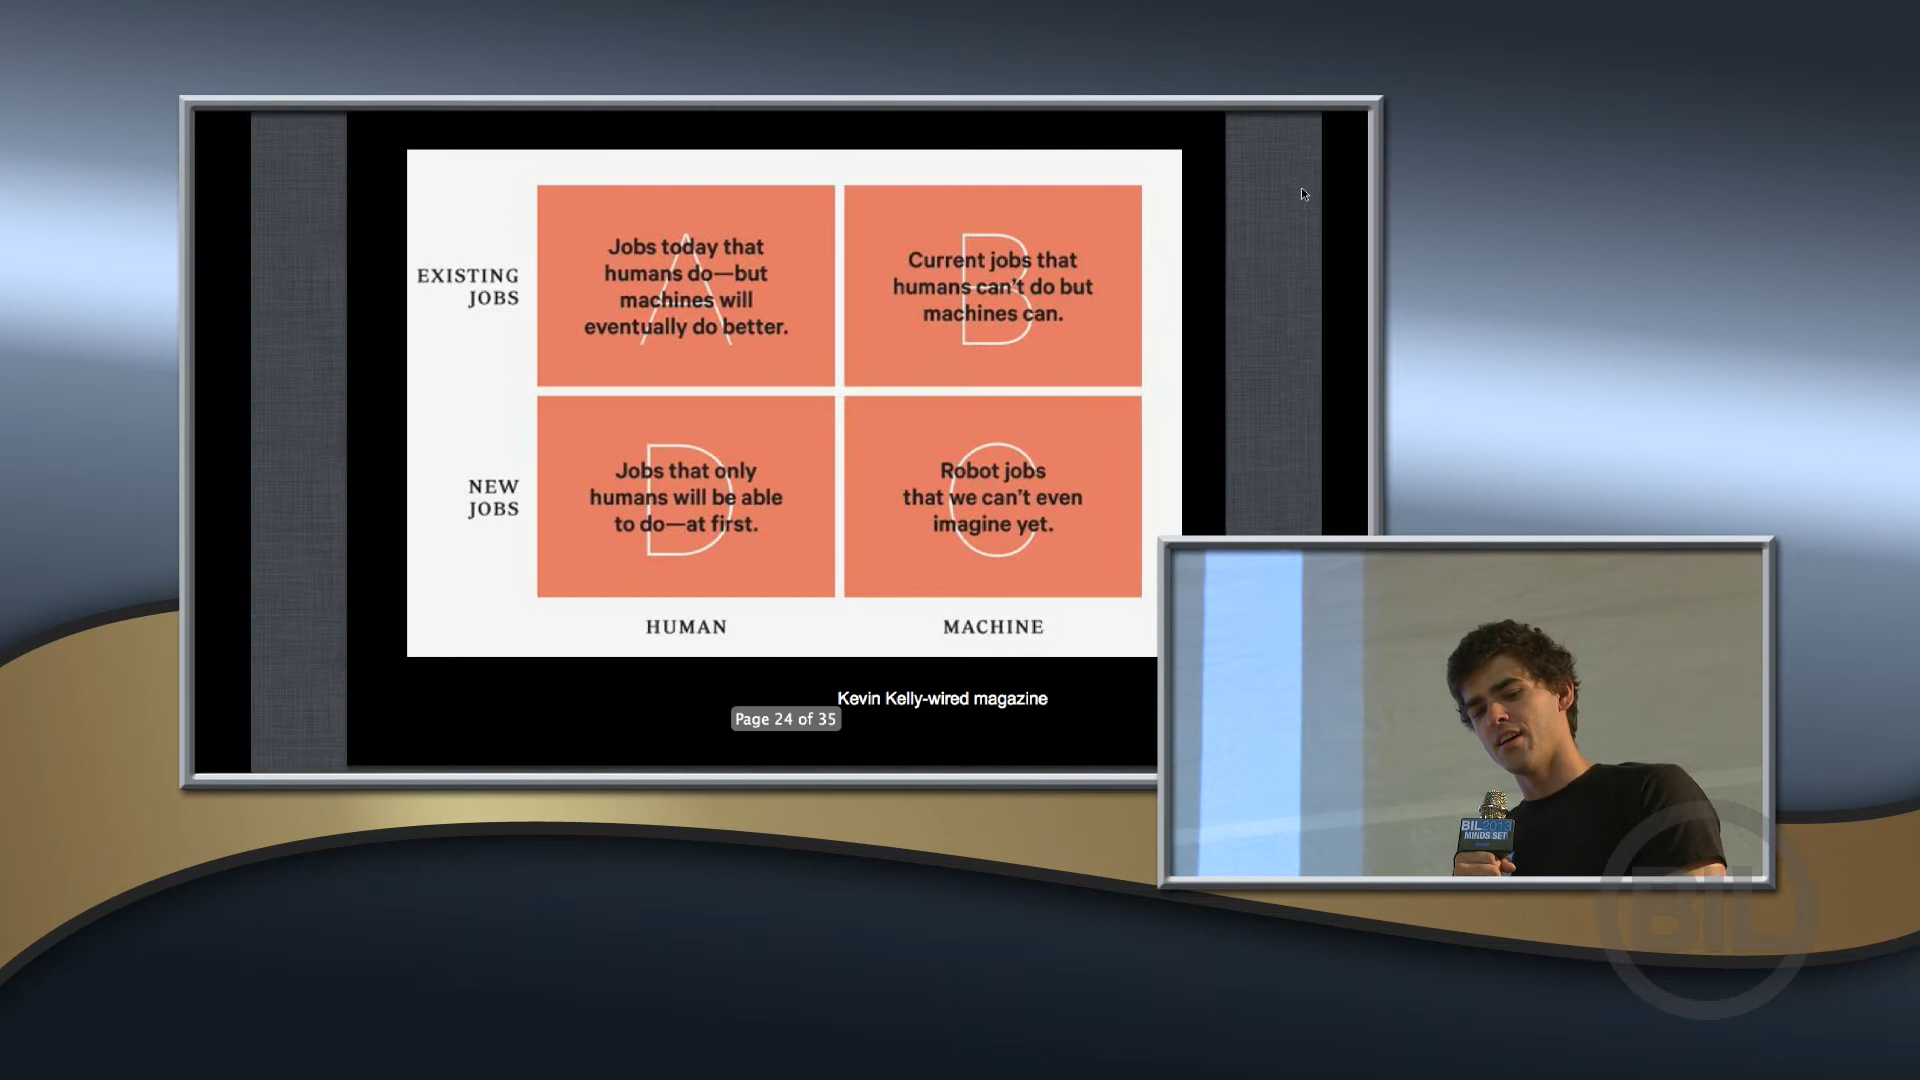 EXISTING
JOBS
A
Jobs today that
humans do—but
machines will
eventually do better.
B
Current jobs that
humans can't do but
machines can.
NEW
JOBS
D
Jobs that only
humans will be able
to do—at first.
C
Robot jobs
that we can't even
imagine yet.
HUMAN
MACHINE
Kevin Kelly-wired magazine
Page 24 of 35
BIL2013
MINDS SET
BIL